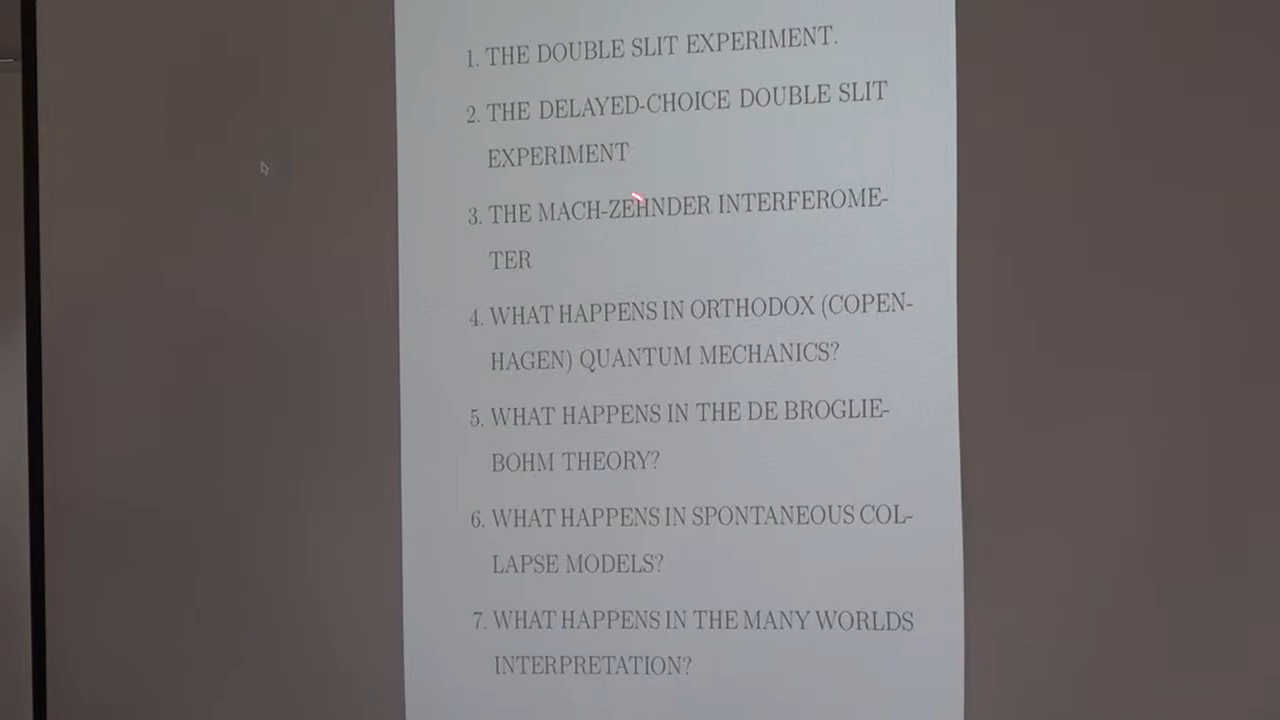 1. THE DOUBLE SLIT EXPERIMENT.
2. THE DELAYED-CHOICE DOUBLE SLIT
EXPERIMENT
3. THE MACH-ZEHNDER INTERFEROME-
TER
4. WHAT HAPPENS IN ORTHODOX (COPEN-
HAGEN) QUANTUM MECHANICS?
5. WHAT HAPPENS IN THE DE BROGLIE-
BOHM THEORY?
6. WHAT HAPPENS IN SPONTANEOUS COL-
LAPSE MODELS?
7. WHAT HAPPENS IN THE MANY WORLDS
INTERPRETATION?